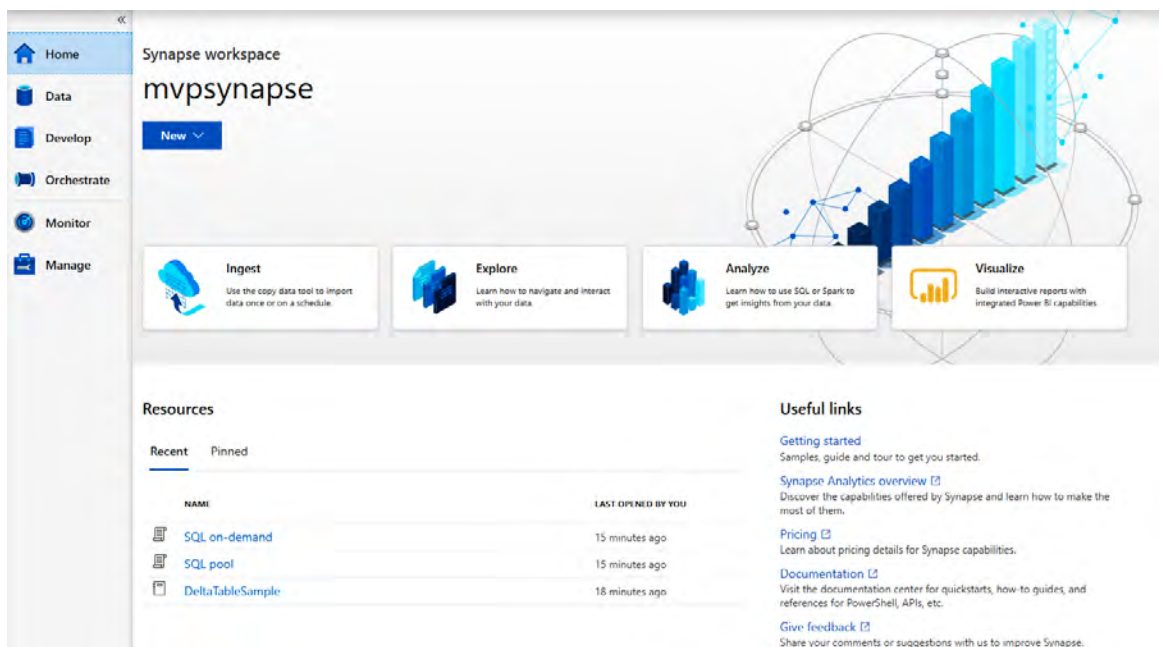 «
Home
Data
Develop
Orchestrate
Monitor
Manage
Synapse workspace
mvpsynapse
New
Ingest
Use the copy data tool to import
data once or on a schedule.
Explore
Learn how to navigate and interact
with your data.
Analyze
Learn how to use SQL or Spark to
get insights from your data.
Visualize
Build interactive reports with
integrated Power BI capabilities
Resources
Recent Pinned
NAME LAST OPENED BY YOU
SQL on-demand 15 minutes ago
SQL pool 15 minutes ago
DeltaTableSample 18 minutes ago
Useful links
Getting started
Samples, guide and tour to get you started.
Synapse Analytics overview
Discover the capabilities offered by Synapse and learn how to make the
most of them.
Pricing
Learn about pricing details for Synapse capabilities.
Documentation
Visit the documentation center for quickstarts, how-to guides, and
references for PowerShell, APIs, etc.
Give feedback
Share your comments or suggestions with us to improve Synapse.